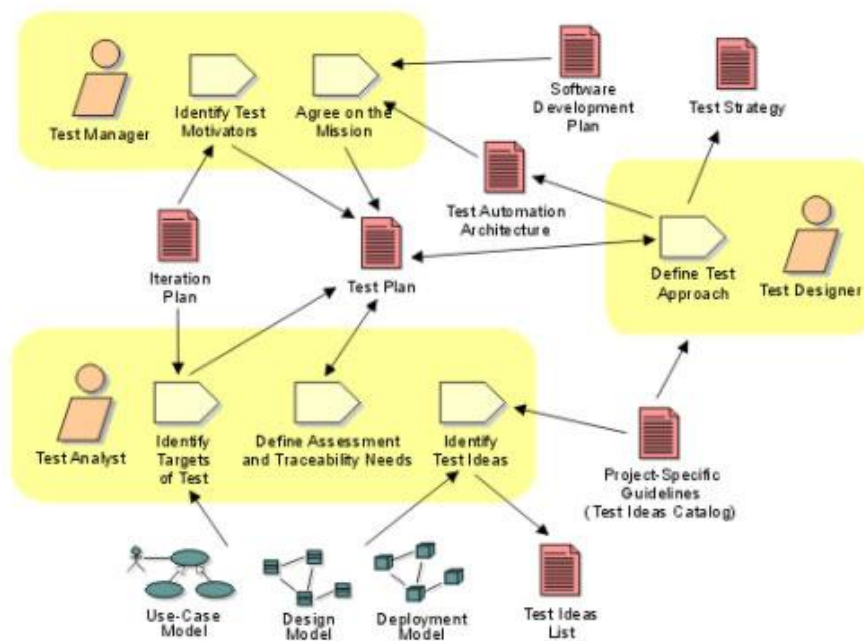 Test Manager
Identify Test
Motivators
Agree on the
Mission
Software
Development
Plan
Test Strategy
Test Automation
Architecture
Iteration
Plan
Test Plan
Define Test
Approach
Test Designer
Test Analyst
Identify
Targets
of Test
Define Assessment
and Traceability Needs
Identify
Test Ideas
Project-Specific
Guidelines
(Test Ideas Catalog)
Use-Case
Model
Design
Model
Deployment
Model
Test Ideas
List